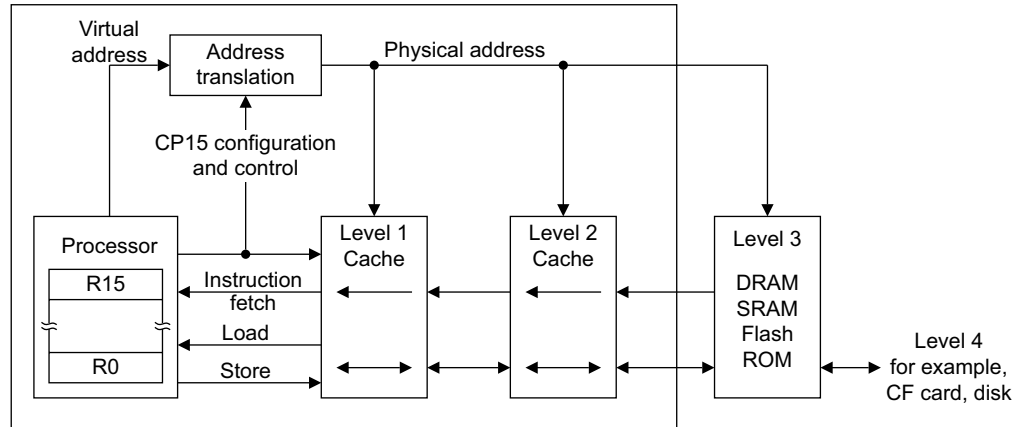 Virtual
address
Address
translation
Physical address
CP15 configuration
and control
Processor
R15
R0
Instruction
fetch
Load
Store
Level 1
Cache
Level 2
Cache
Level 3
DRAM
SRAM
Flash
ROM
Level 4
for example,
CF card, disk